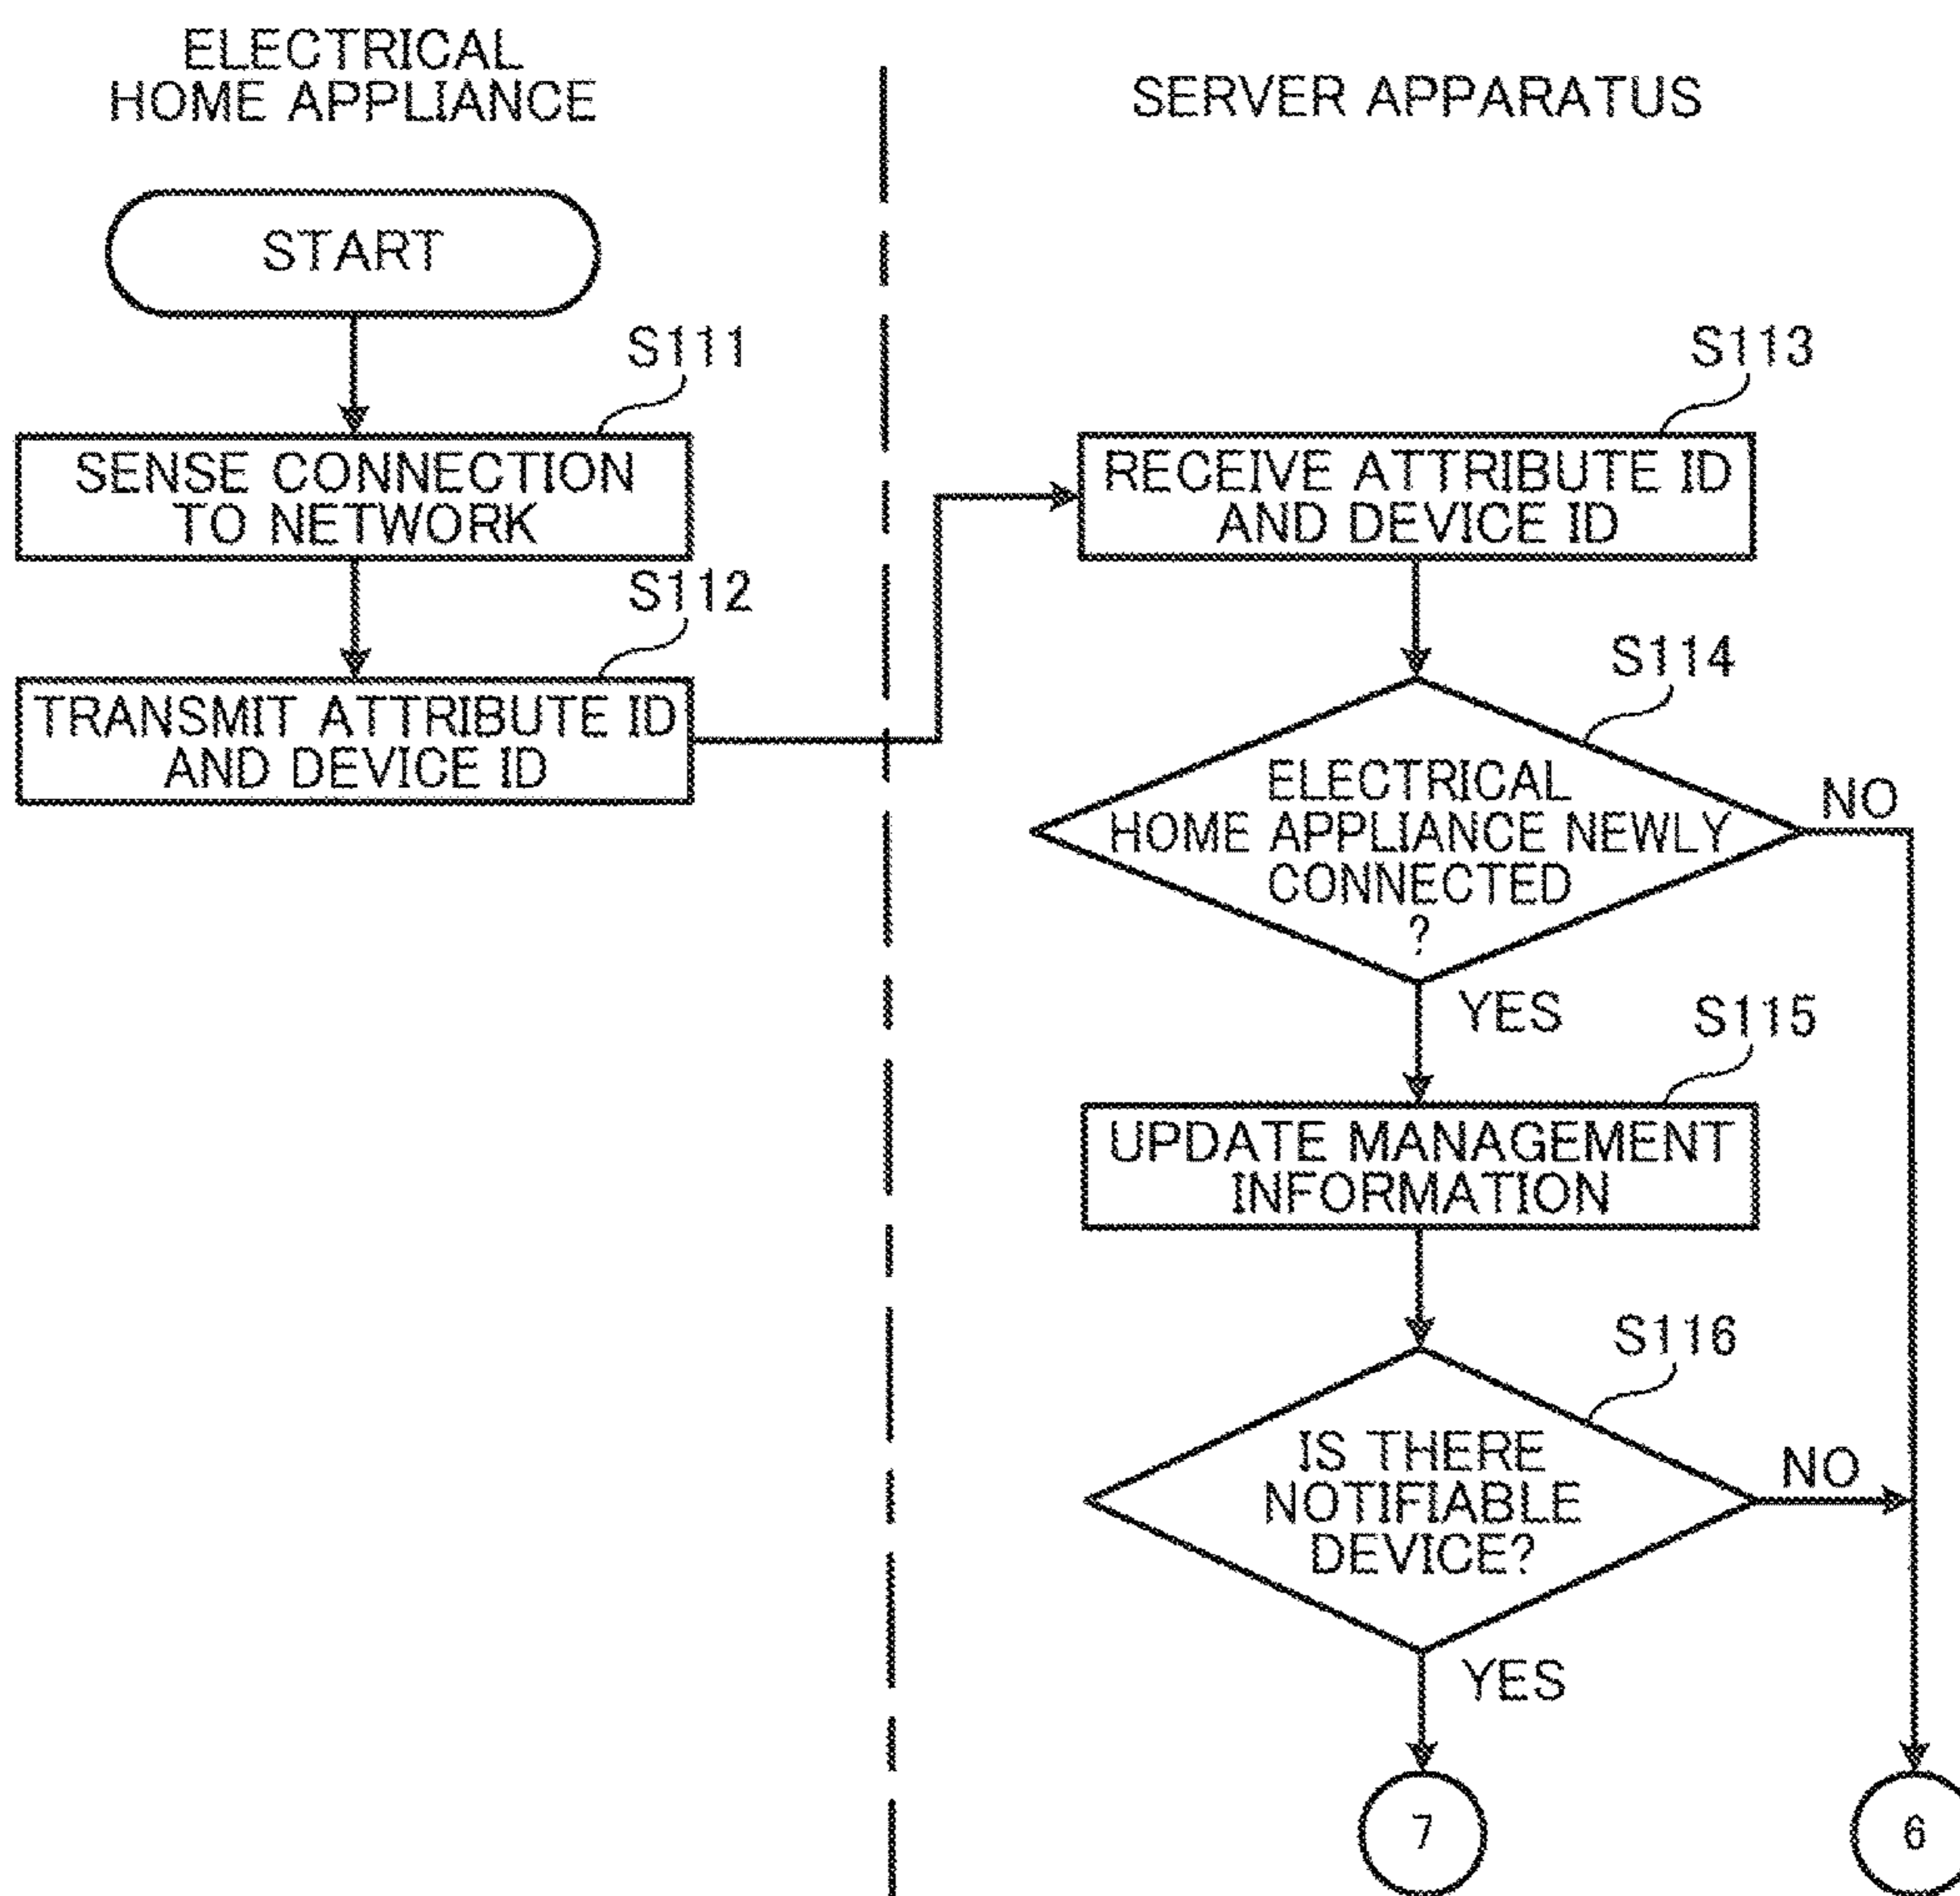 ELECTRICAL
HOME APPLIANCE
SERVER APPARATUS
START
S111
SENSE CONNECTION
TO NETWORK
S112
TRANSMIT ATTRIBUTE ID
AND DEVICE ID
S113
RECEIVE ATTRIBUTE ID
AND DEVICE ID
S114
ELECTRICAL
HOME APPLIANCE NEWLY
CONNECTED
?
NO
YES
S115
UPDATE MANAGEMENT
INFORMATION
S116
IS THERE
NOTIFIABLE
DEVICE?
NO
YES
7
6